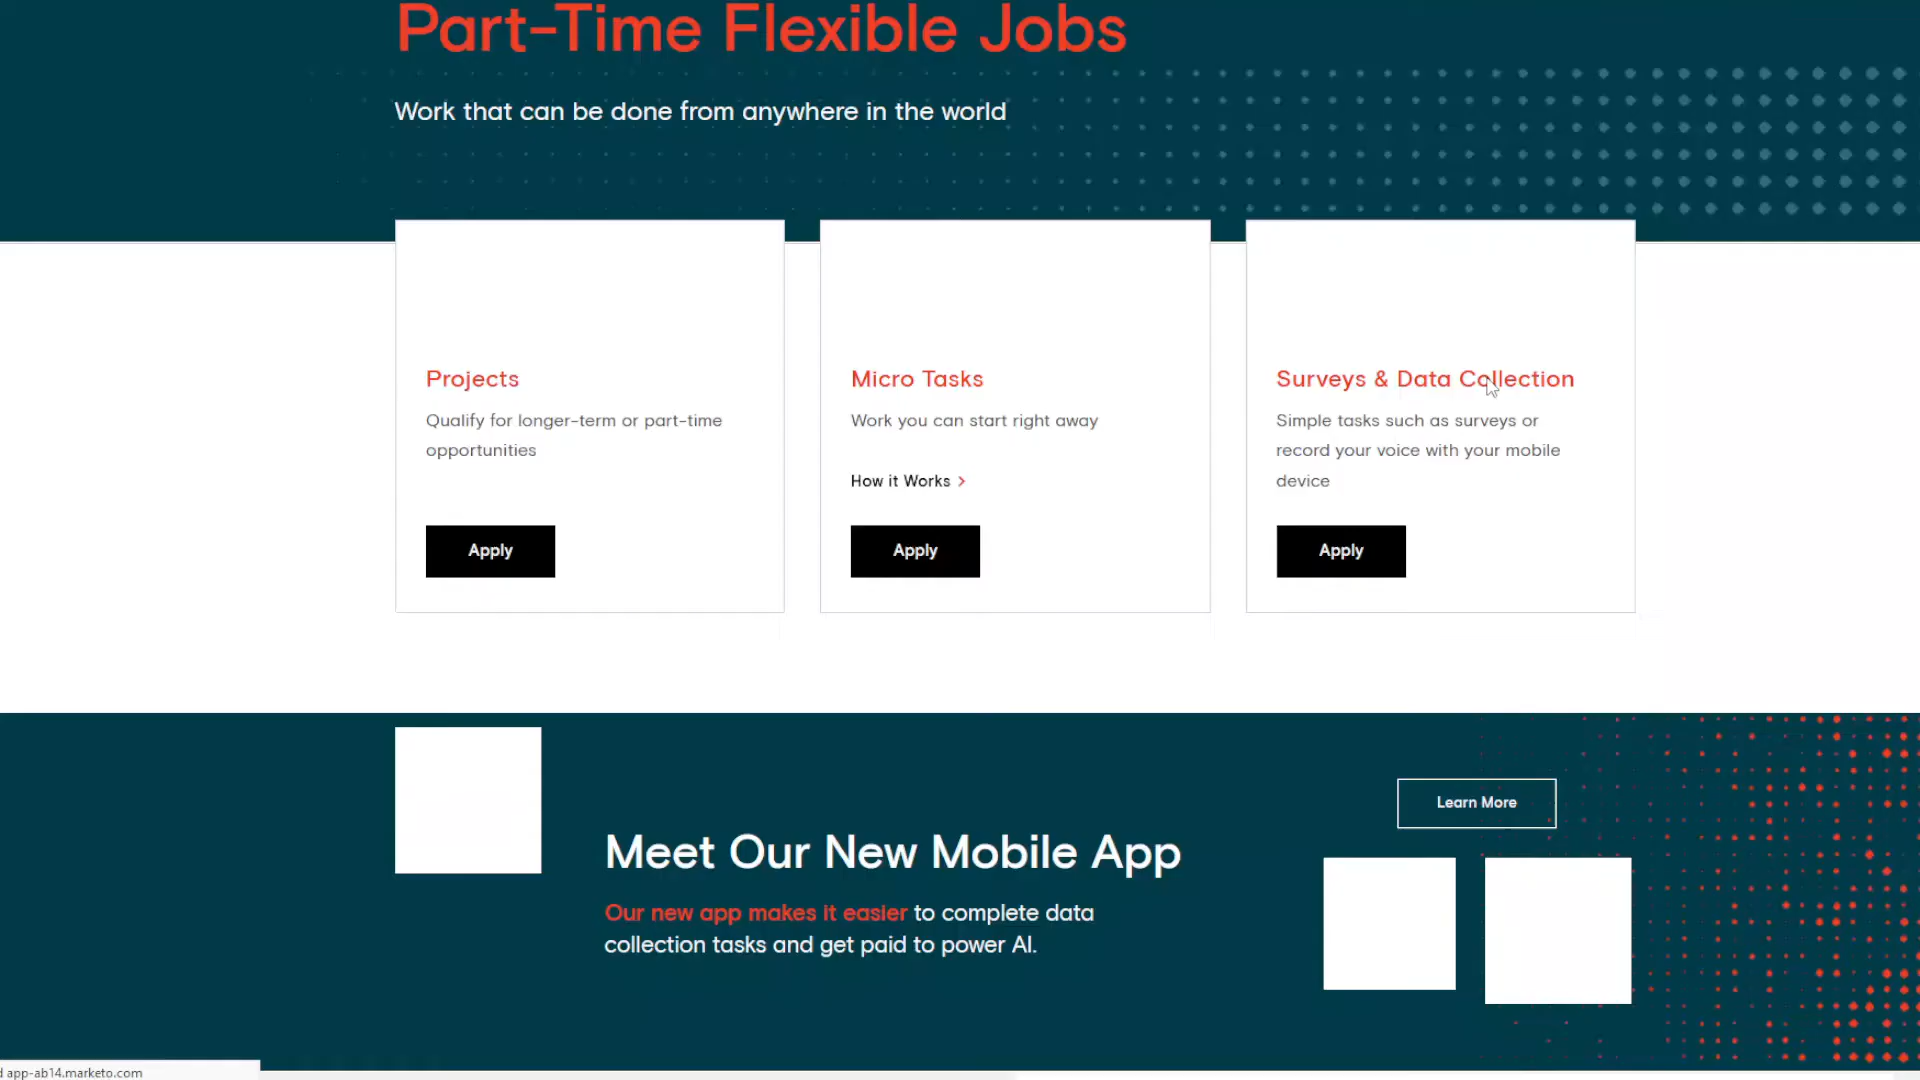 Part-Time Flexible Jobs
Work that can be done from anywhere in the world
Projects
Qualify for longer-term or part-time
opportunities
Apply
Micro Tasks
Work you can start right away
How it Works >
Apply
Surveys & Data Collection
Simple tasks such as surveys or
record your voice with your mobile
device
Apply
Meet Our New Mobile App
Our new app makes it easier to complete data
collection tasks and get paid to power AI.
Learn More
app-ab14.marketo.com